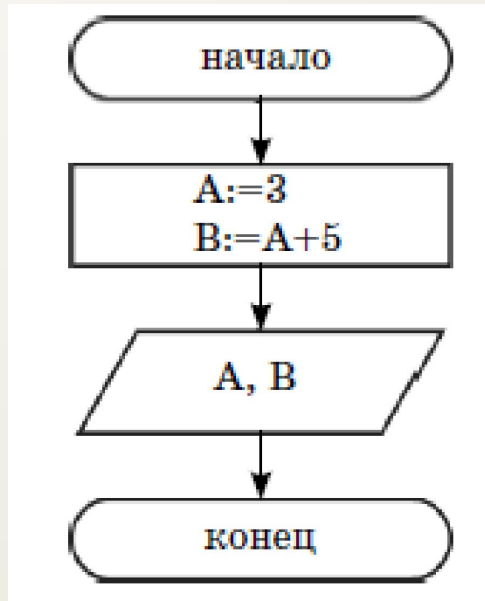 начало
A:=3
B:=A+5
A, B
конец